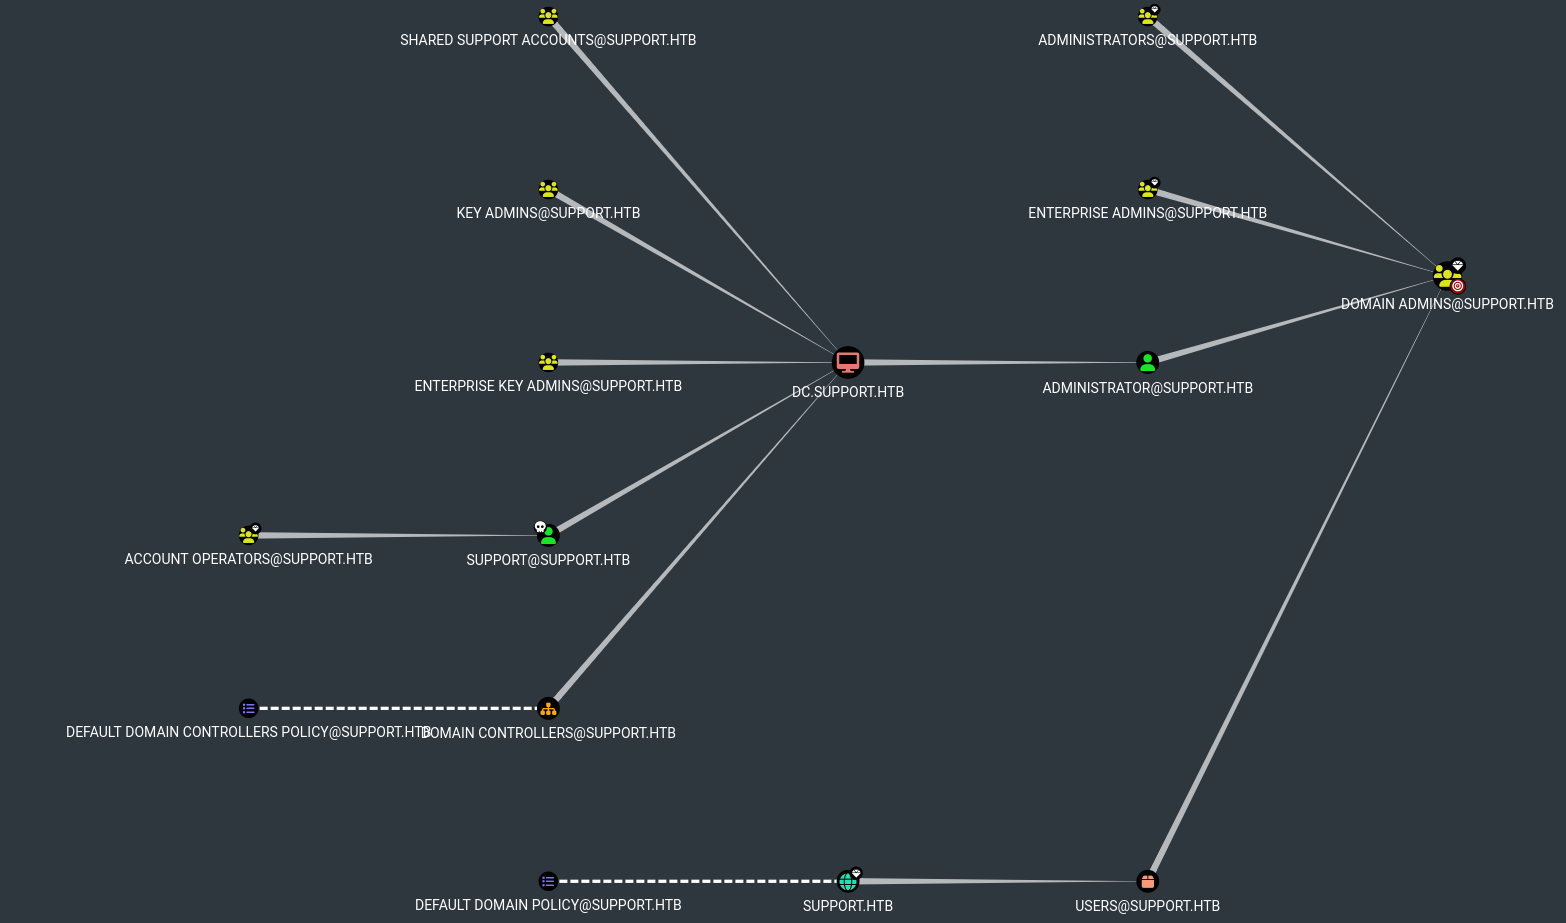 SHARED SUPPORT ACCOUNTS@SUPPORT.HTB
ADMINISTRATORS@SUPPORT.HTB
KEY ADMINS@SUPPORT.HTB
ENTERPRISE ADMINS@SUPPORT.HTB
DOMAIN ADMINS@SUPPORT.HTB
ENTERPRISE KEY ADMINS@SUPPORT.HTB
DC.SUPPORT.HTB
ADMINISTRATOR@SUPPORT.HTB
ACCOUNT OPERATORS@SUPPORT.HTB
SUPPORT@SUPPORT.HTB
DEFAULT DOMAIN CONTROLLERS POLICY@SUPPORT.HTB
DOMAIN CONTROLLERS@SUPPORT.HTB
DEFAULT DOMAIN POLICY@SUPPORT.HTB
SUPPORT.HTB
USERS@SUPPORT.HTB